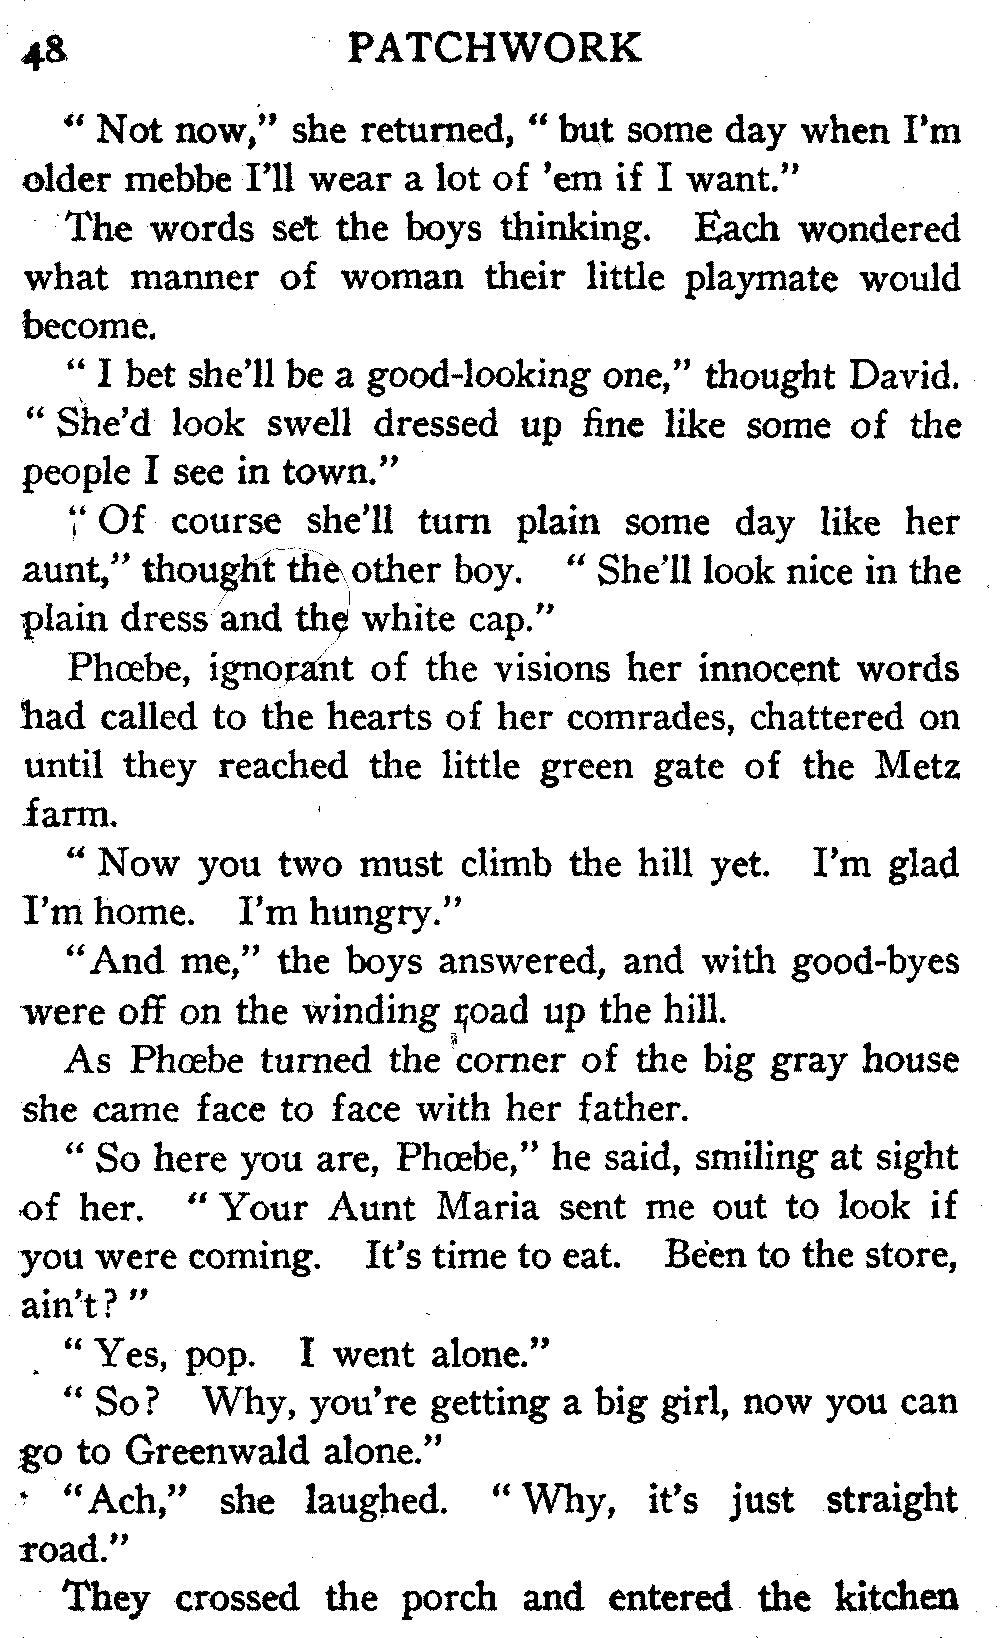 48 PATCHWORK
“ Not now,” she returned, “ but some day when I’m
older mebbe I’ll wear a lot of ’em if I want.”
The words set the boys thinking. Each wondered
what manner of woman their little playmate would
become.
“ I bet she’ll be a good-looking one,” thought David.
“ She’d look swell dressed up fine like some of the
people I see in town.”
“ Of course she’ll turn plain some day like her
aunt,” thought the other boy. “ She’ll look nice in the
plain dress and the white cap.”
Phœbe, ignorant of the visions her innocent words
had called to the hearts of her comrades, chattered on
until they reached the little green gate of the Metz
farm.
“ Now you two must climb the hill yet. I’m glad
I’m home. I’m hungry.”
“And me,” the boys answered, and with good-byes
were off on the winding road up the hill.
As Phœbe turned the corner of the big gray house
she came face to face with her father.
“ So here you are, Phœbe,” he said, smiling at sight
of her. “ Your Aunt Maria sent me out to look if
you were coming. It’s time to eat. Been to the store,
ain’t? ”
“ Yes, pop. I went alone.”
“ So? Why, you’re getting a big girl, now you can
go to Greenwald alone.”
“Ach,” she laughed. “ Why, it’s just straight
road.”
They crossed the porch and entered the kitchen